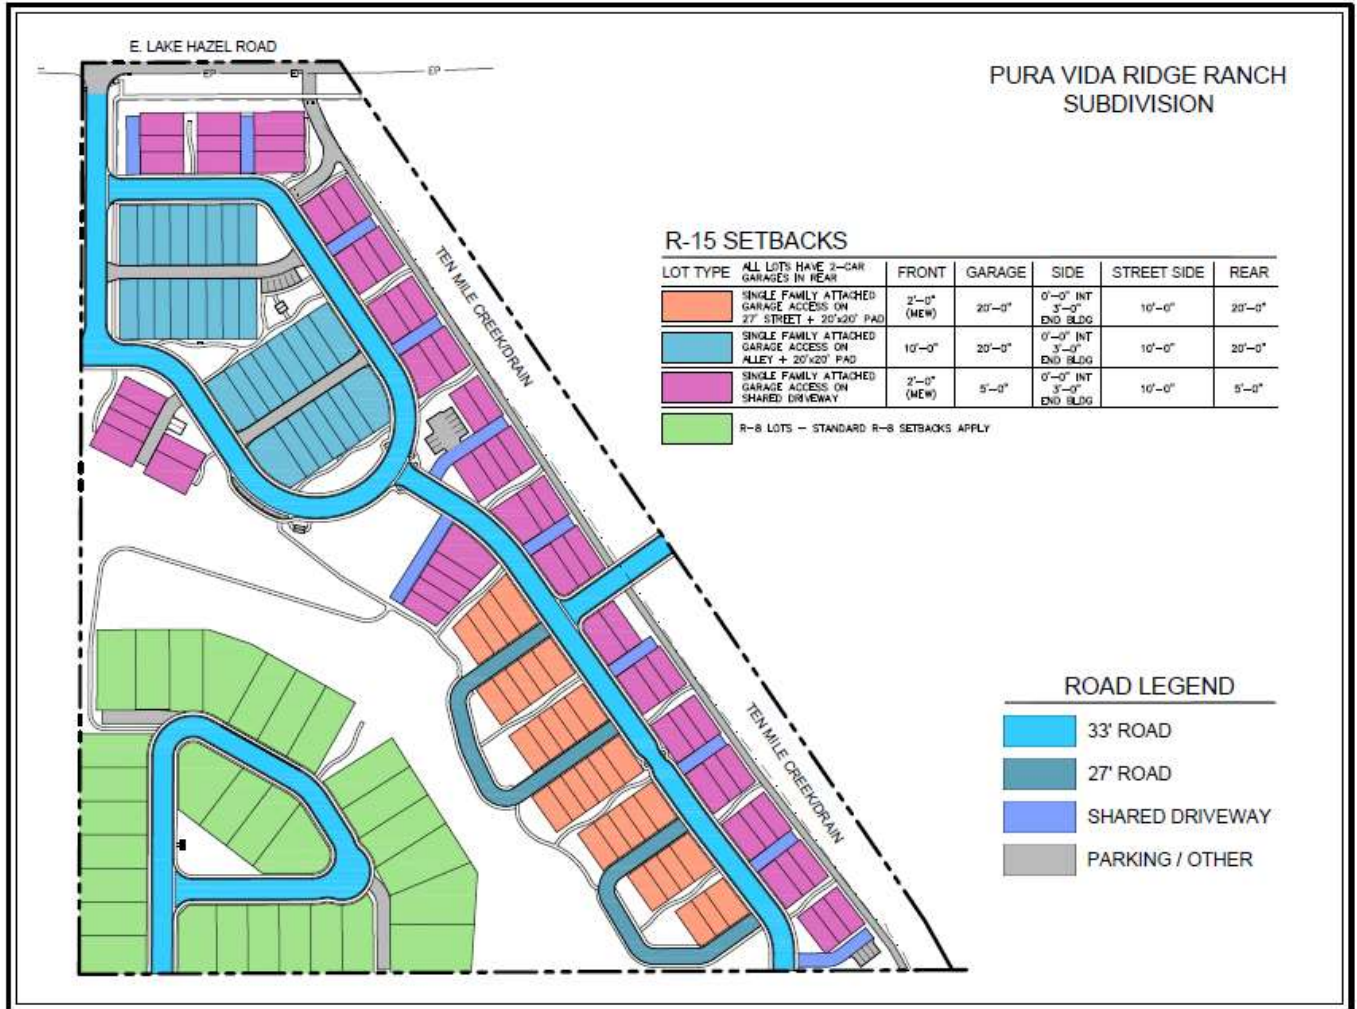 E. LAKE HAZEL ROAD
EP
EP
EP
PURA VIDA RIDGE RANCH
SUBDIVISION
TEN MILE CREEK/DRAIN
TEN MILE CREEK/DRAIN
R-15 SETBACKS
LOT TYPE ALL LOTS HAVE 2-CAR GARAGES IN REAR FRONT GARAGE SIDE STREET SIDE REAR
SINGLE FAMILY ATTACHED
GARAGE ACCESS ON
27' STREET + 20'x20' PAD
2'-0"
(MEW)
20'-0"
0'-0" INT
3'-0"
END BLDG
10'-0"
20'-0"
SINGLE FAMILY ATTACHED
GARAGE ACCESS ON
ALLEY + 20'x20' PAD
10'-0"
20'-0"
0'-0" INT
3'-0"
END BLDG
10'-0"
20'-0"
SINGLE FAMILY ATTACHED
GARAGE ACCESS ON
SHARED DRIVEWAY
2'-0"
(MEW)
5'-0"
0'-0" INT
3'-0"
END BLDG
10'-0"
5'-0"
R-8 LOTS - STANDARD R-8 SETBACKS APPLY
ROAD LEGEND
33' ROAD
27' ROAD
SHARED DRIVEWAY
PARKING / OTHER